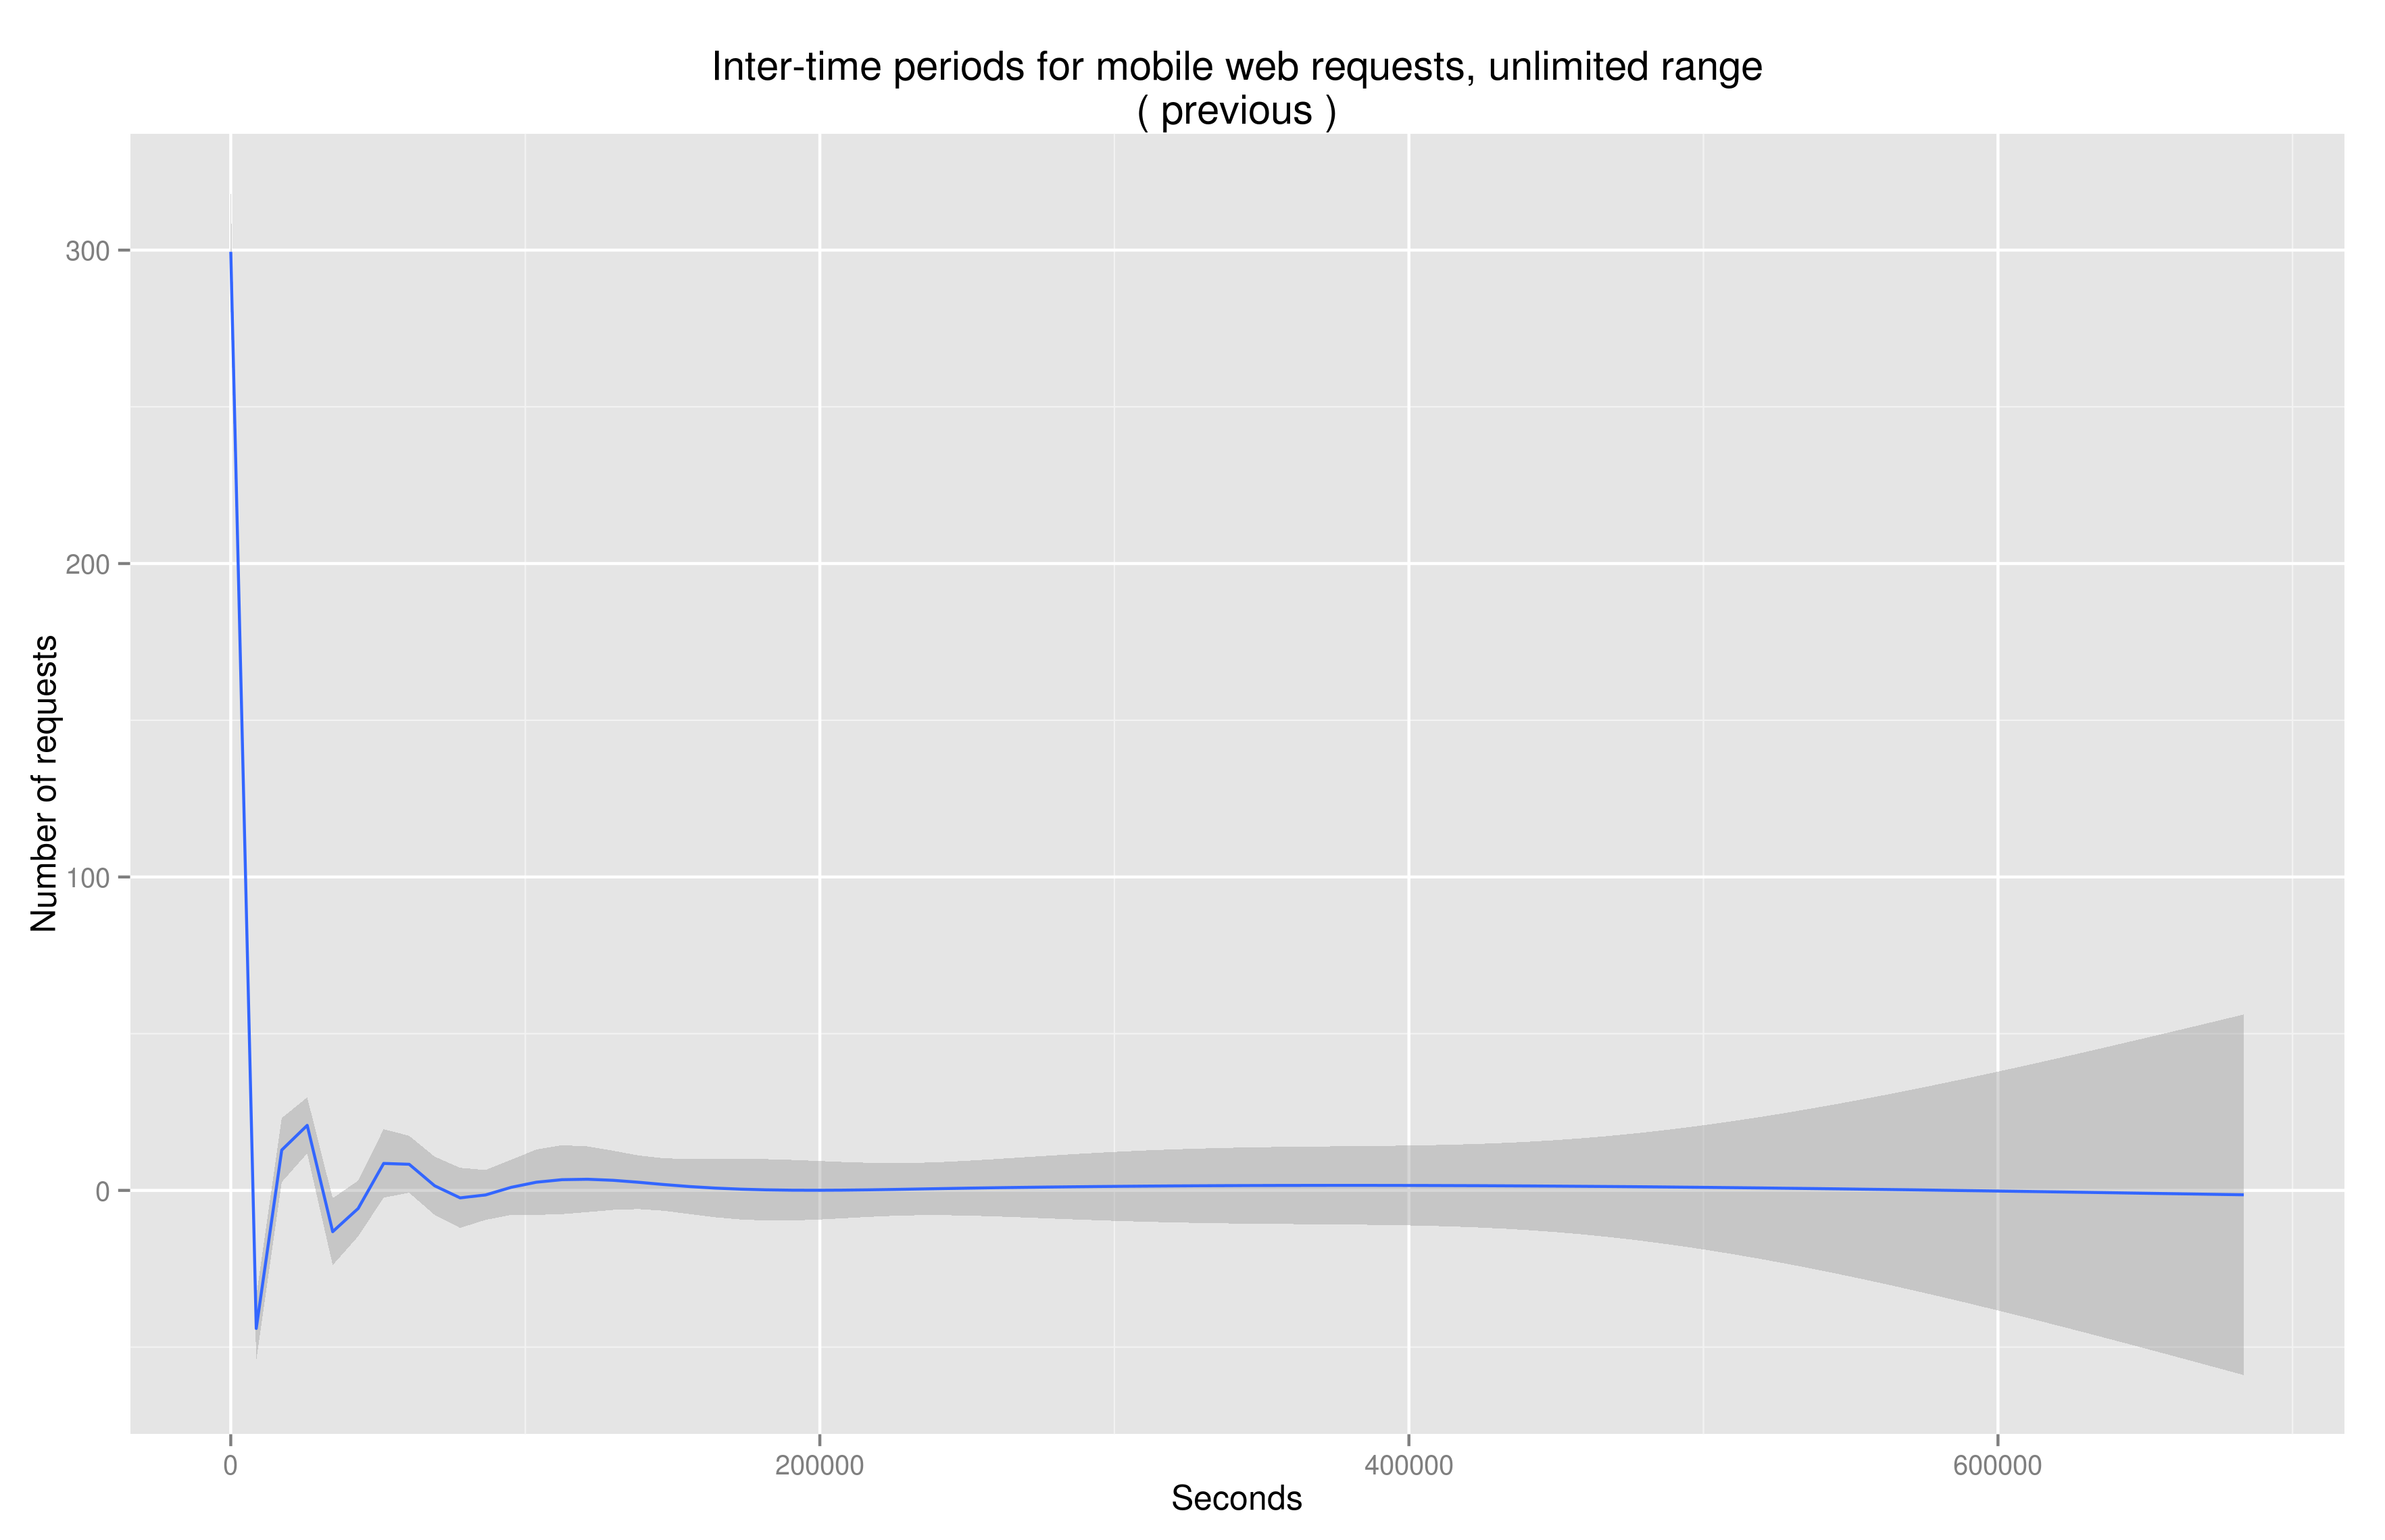 Inter-time periods for mobile web requests, unlimited range
( previous )
Number of requests
300
200
100
0
0
200000
400000
600000
Seconds